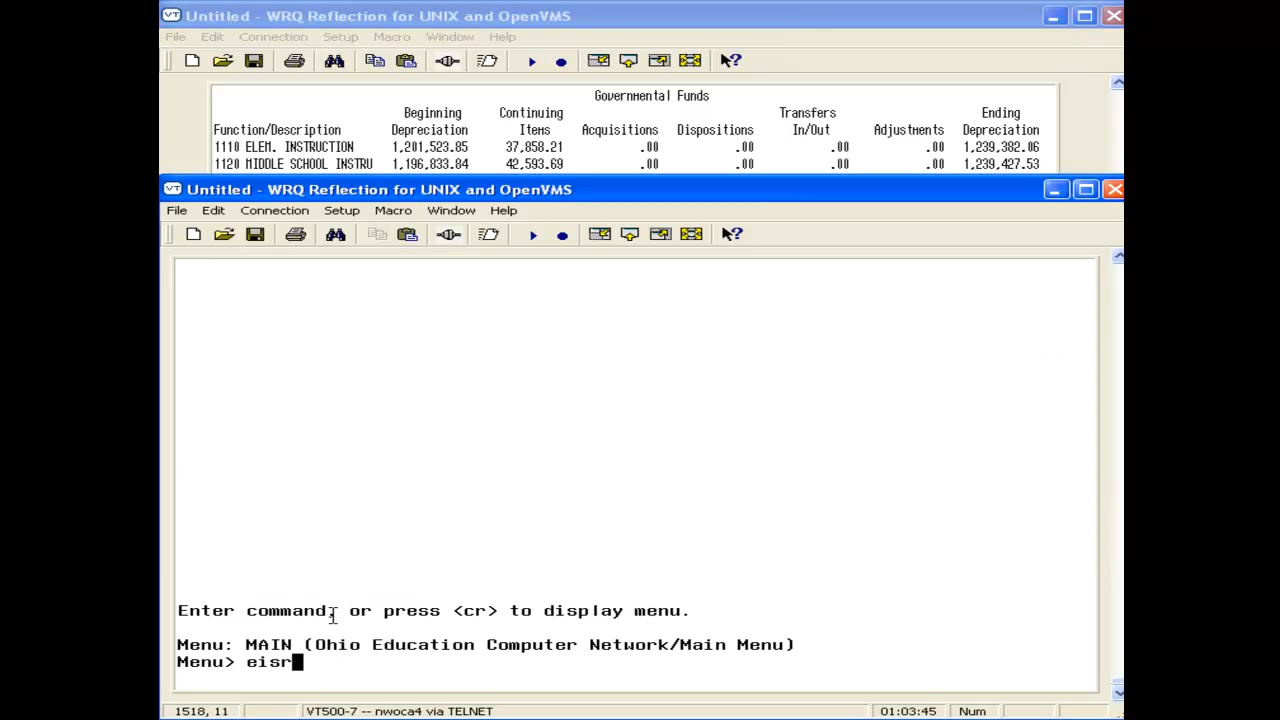 Untitled - WRQ Reflection for UNIX and OpenVMS
File Edit Connection Setup Macro Window Help
Governmental Funds
Beginning Continuing Transfers Ending
Function/Description Depreciation Items Acquisitions Dispositions In/Out Adjustments Depreciation
1110 ELEM. INSTRUCTION 1,201,523.85 37,858.21 .00 .00 .00 .00 1,239,382.06
1120 MIDDLE SCHOOL INSTRU 1,196,833.84 42,593.69 .00 .00 .00 .00 1,239,427.53
Untitled - WRQ Reflection for UNIX and OpenVMS
File Edit Connection Setup Macro Window Help
Enter command, or press <cr> to display menu.
Menu: MAIN (Ohio Education Computer Network/Main Menu)
Menu> eisr
1518, 11 VT500-7 -- nwoca4 via TELNET 01:03:45 Num